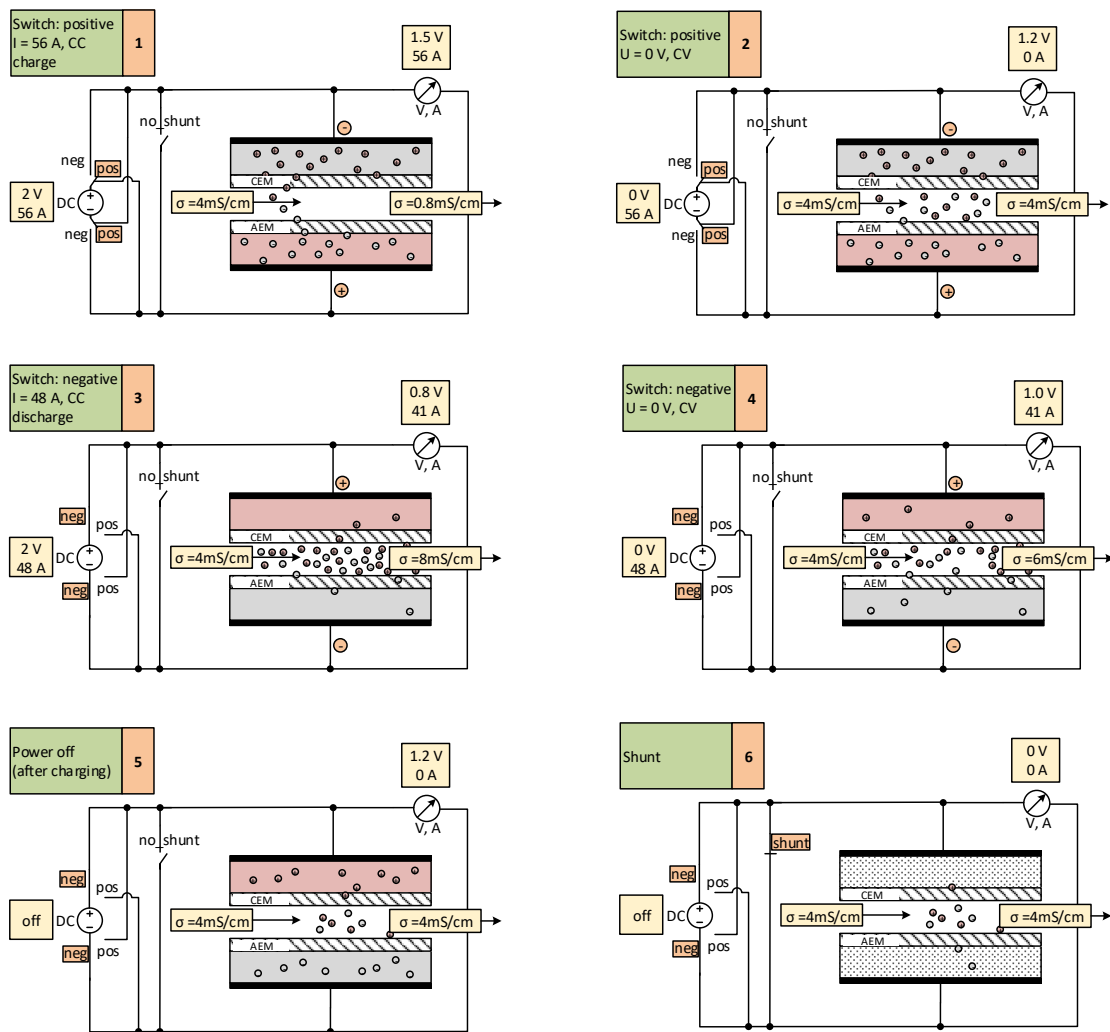 Switch: positive
I = 56 A, CC
charge
1
1.5 V
56 A
V, A
no shunt
neg
pos
2 V
56 A
DC
+
−
neg
pos
-
CEM
σ =4mS/cm
σ =0.8mS/cm
AEM
+
Switch: positive
U = 0 V, CV
2
1.2 V
0 A
V, A
no shunt
neg
pos
0 V
56 A
DC
+
−
neg
pos
-
CEM
σ =4mS/cm
σ =4mS/cm
AEM
+
Switch: negative
I = 48 A, CC
discharge
3
0.8 V
41 A
V, A
no shunt
neg
pos
2 V
48 A
DC
+
−
neg
pos
+
CEM
σ =4mS/cm
σ =8mS/cm
AEM
-
Switch: negative
U = 0 V, CV
4
1.0 V
41 A
V, A
no shunt
neg
pos
0 V
48 A
DC
+
−
neg
pos
+
CEM
σ =4mS/cm
σ =6mS/cm
AEM
-
Power off
(after charging)
5
1.2 V
0 A
V, A
no shunt
neg
pos
off
DC
+
−
neg
pos
CEM
σ =4mS/cm
σ =4mS/cm
AEM
Shunt
6
0 V
0 A
V, A
shunt
neg
pos
off
DC
+
−
neg
pos
CEM
σ =4mS/cm
σ =4mS/cm
AEM